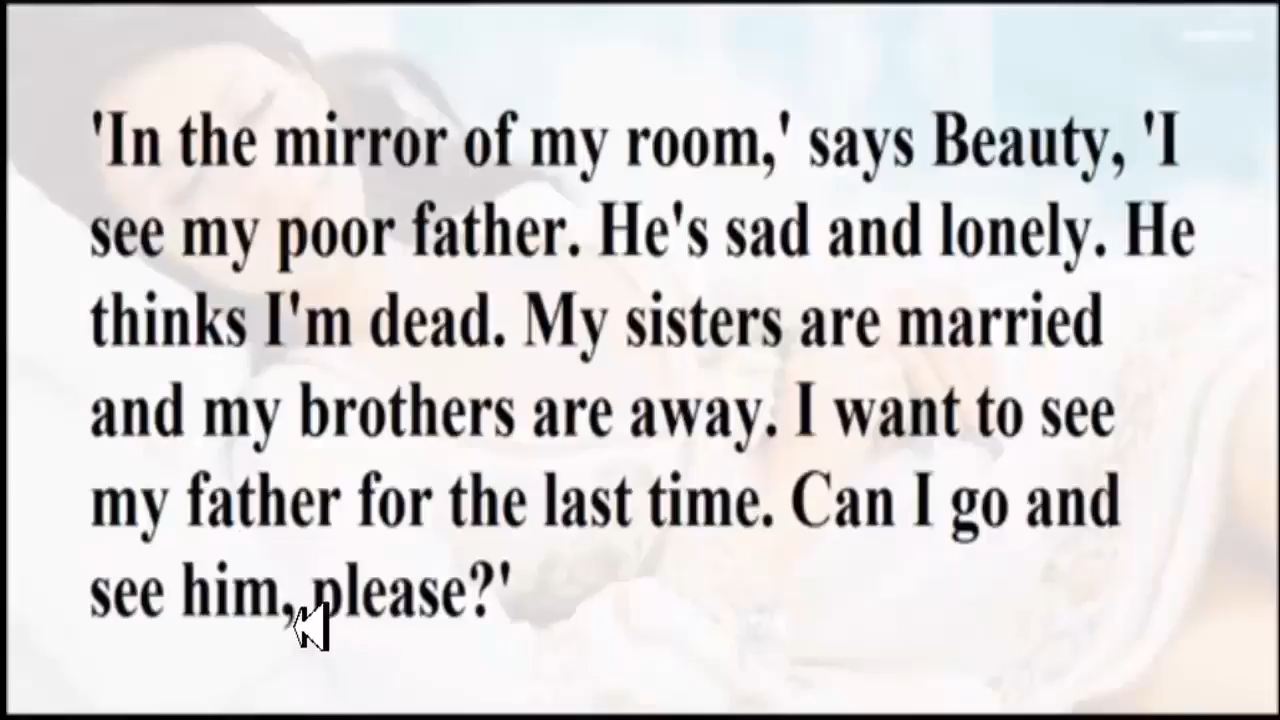 'In the mirror of my room,' says Beauty, 'I
see my poor father. He's sad and lonely. He
thinks I'm dead. My sisters are married
and my brothers are away. I want to see
my father for the last time. Can I go and
see him, please?'